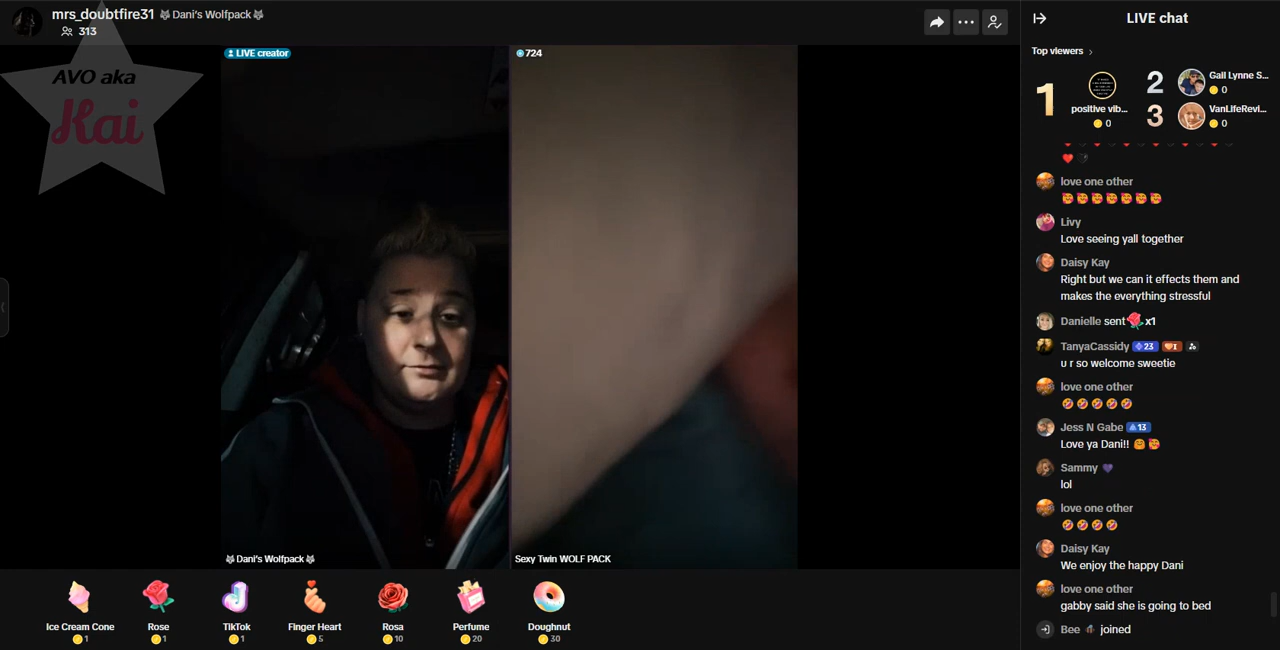 mrs_doubtfire31 🐺 Dani's Wolfpack 🐺
313
AVO aka
Kai
LIVE creator
724
🐺 Dani's Wolfpack 🐺
Sexy Twin WOLF PACK
Ice Cream Cone
1
Rose
1
TikTok
1
Finger Heart
5
Rosa
10
Perfume
20
Doughnut
30
LIVE chat
Top viewers
1
positive vib...
0
2
Gail Lynne S...
0
3
VanLifeRevi...
0
love one other
🥰🥰🥰🥰🥰🥰🥰
Livy
Love seeing yall together
Daisy Kay
Right but we can it effects them and
makes the everything stressful
Danielle sent🌹x1
TanyaCassidy 23 I
u r so welcome sweetie
love one other
🤣🤣🤣🤣🤣
Jess N Gabe 13
Love ya Dani!! 🤗🥰
Sammy 💜
lol
love one other
🤣🤣🤣🤣
Daisy Kay
We enjoy the happy Dani
love one other
gabby said she is going to bed
Bee joined